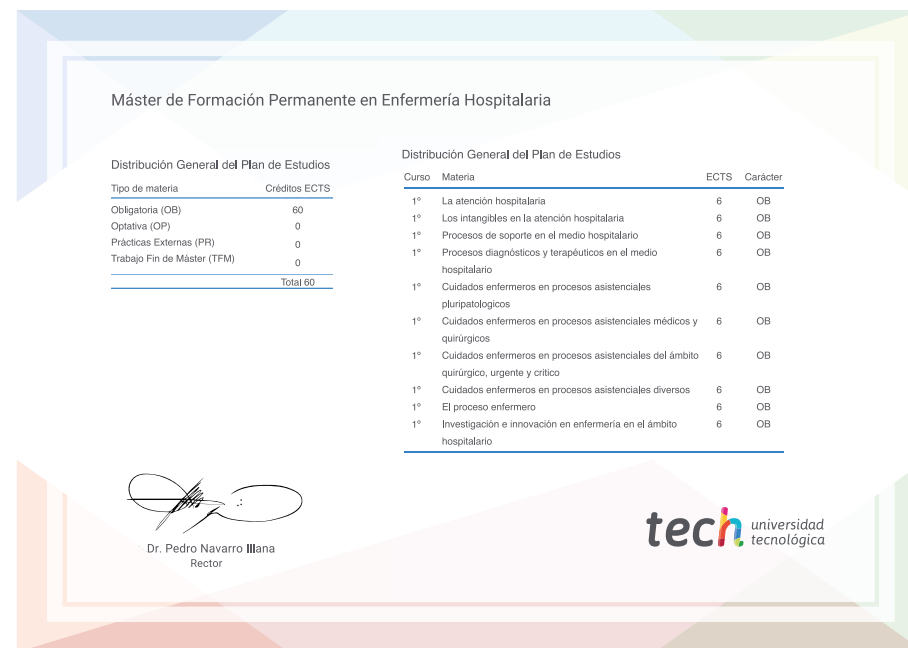 Máster de Formación Permanente en Enfermería Hospitalaria
Distribución General del Plan de Estudios
Tipo de materia Créditos ECTS
Obligatoria (OB) 60
Optativa (OP) 0
Prácticas Externas (PR) 0
Trabajo Fin de Máster (TFM) 0
Total 60
Distribución General del Plan de Estudios
Curso Materia ECTS Carácter
1º La atención hospitalaria 6 OB
1º Los intangibles en la atención hospitalaria 6 OB
1º Procesos de soporte en el medio hospitalario 6 OB
1º Procesos diagnósticos y terapéuticos en el medio 6 OB
hospitalario
1º Cuidados enfermeros en procesos asistenciales 6 OB
pluripatologicos
1º Cuidados enfermeros en procesos asistenciales médicos y 6 OB
quirúrgicos
1º Cuidados enfermeros en procesos asistenciales del ámbito 6 OB
quirúrgico, urgente y critico
1º Cuidados enfermeros en procesos asistenciales diversos 6 OB
1º El proceso enfermero 6 OB
1º Investigación e innovación en enfermería en el ámbito 6 OB
hospitalario
Dr. Pedro Navarro Illana
Rector
tech universidad
tecnológica